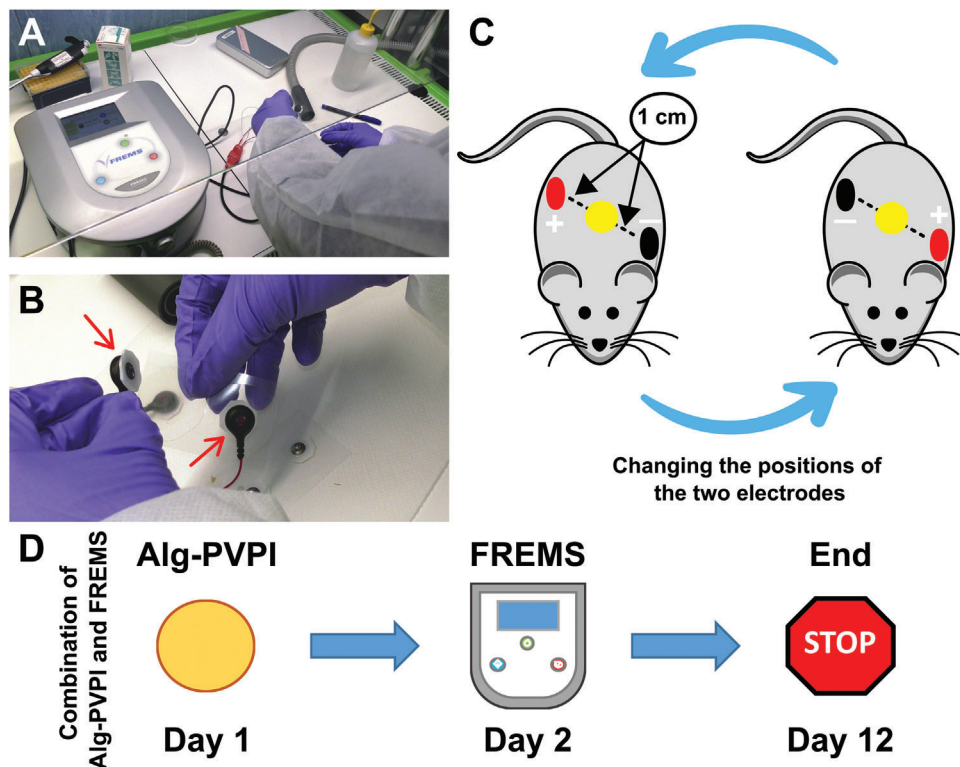 A
FREMS
B
C
1 cm
+
−
−
+
Changing the positions of
the two electrodes
D
Combination of
Alg-PVPI and FREMS
Alg-PVPI
FREMS
End
STOP
Day 1
Day 2
Day 12